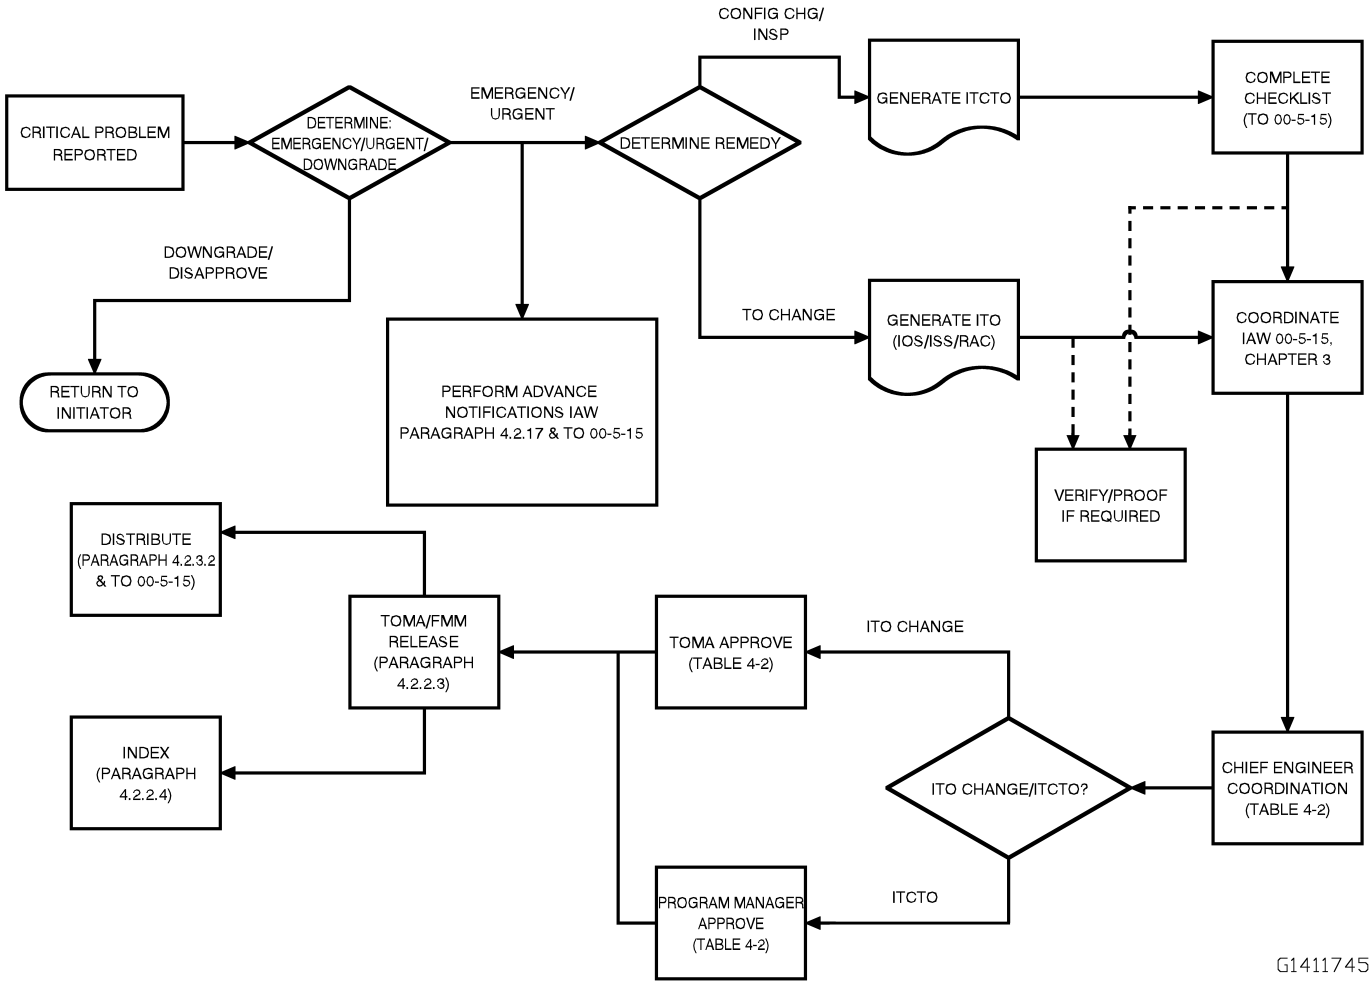 CONFIG CHG/
INSP
CRITICAL PROBLEM
REPORTED
DETERMINE:
EMERGENCY/URGENT/
DOWNGRADE
EMERGENCY/
URGENT
DETERMINE REMEDY
GENERATE ITCTO
COMPLETE
CHECKLIST
(TO 00-5-15)
DOWNGRADE/
DISAPPROVE
RETURN TO
INITIATOR
PERFORM ADVANCE
NOTIFICATIONS IAW
PARAGRAPH 4.2.17 & TO 00-5-15
TO CHANGE
GENERATE ITO
(IOS/ISS/RAC)
COORDINATE
IAW 00-5-15,
CHAPTER 3
VERIFY/PROOF
IF REQUIRED
DISTRIBUTE
(PARAGRAPH 4.2.3.2
& TO 00-5-15)
TOMA/FMM
RELEASE
(PARAGRAPH
4.2.2.3)
TOMA APPROVE
(TABLE 4-2)
ITO CHANGE
INDEX
(PARAGRAPH
4.2.2.4)
ITO CHANGE/ITCTO?
CHIEF ENGINEER
COORDINATION
(TABLE 4-2)
PROGRAM MANAGER
APPROVE
(TABLE 4-2)
ITCTO
G1411745